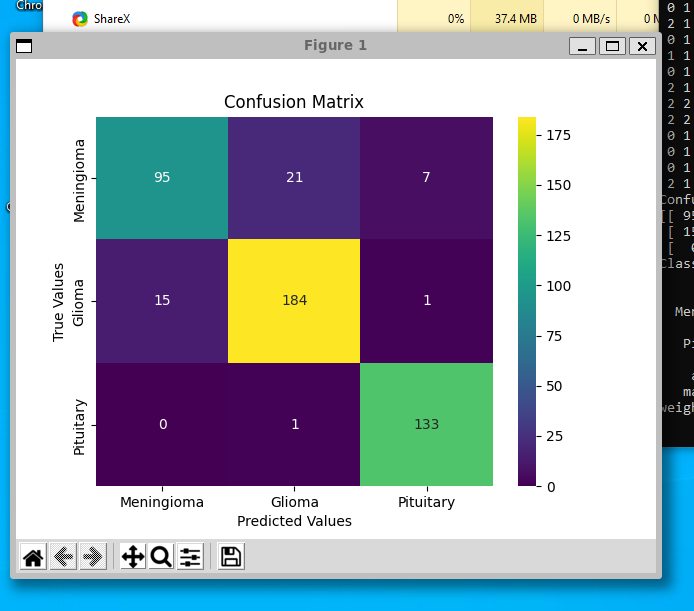 Chro
ShareX 0% 37.4 MB 0 MB/s 0
Figure 1
Confusion Matrix
Meningioma 95 21 7
Glioma 15 184 1
Pituitary 0 1 133
Meningioma Glioma Pituitary
Predicted Values
True Values
175
150
125
100
75
50
25
0
0 1
2 1
0 1
1 1
0 1
2 1
2 2
2 2
0 1
0 1
0 1
2 1
Confu
[[ 95
[ 15
[
Class
Men
Pi
a
ma
weigh